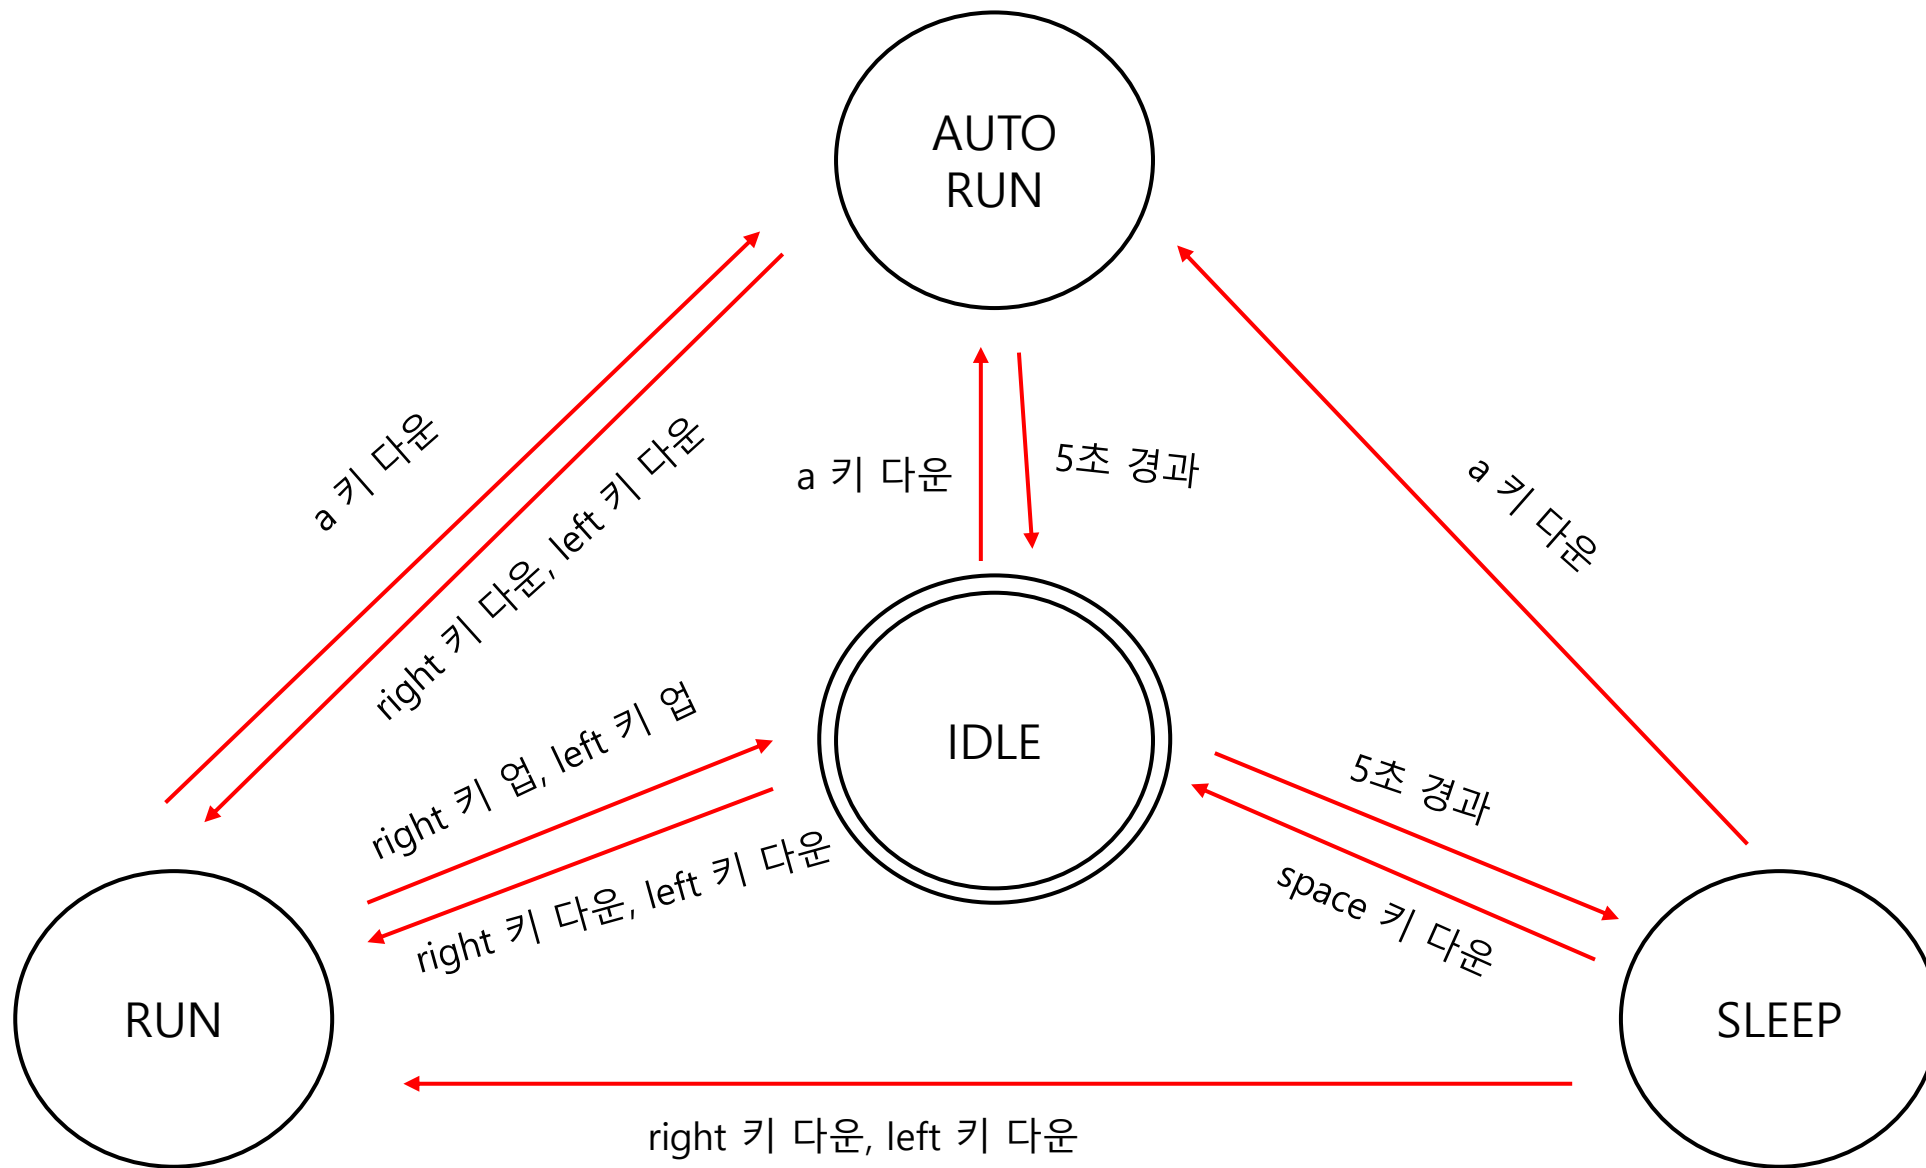 AUTO
RUN
a 키 다운
right 키 다운, left 키 다운
a 키 다운
5초 경과
a 키 다운
right 키 업, left 키 업
right 키 다운, left 키 다운
IDLE
5초 경과
space 키 다운
RUN
SLEEP
right 키 다운, left 키 다운